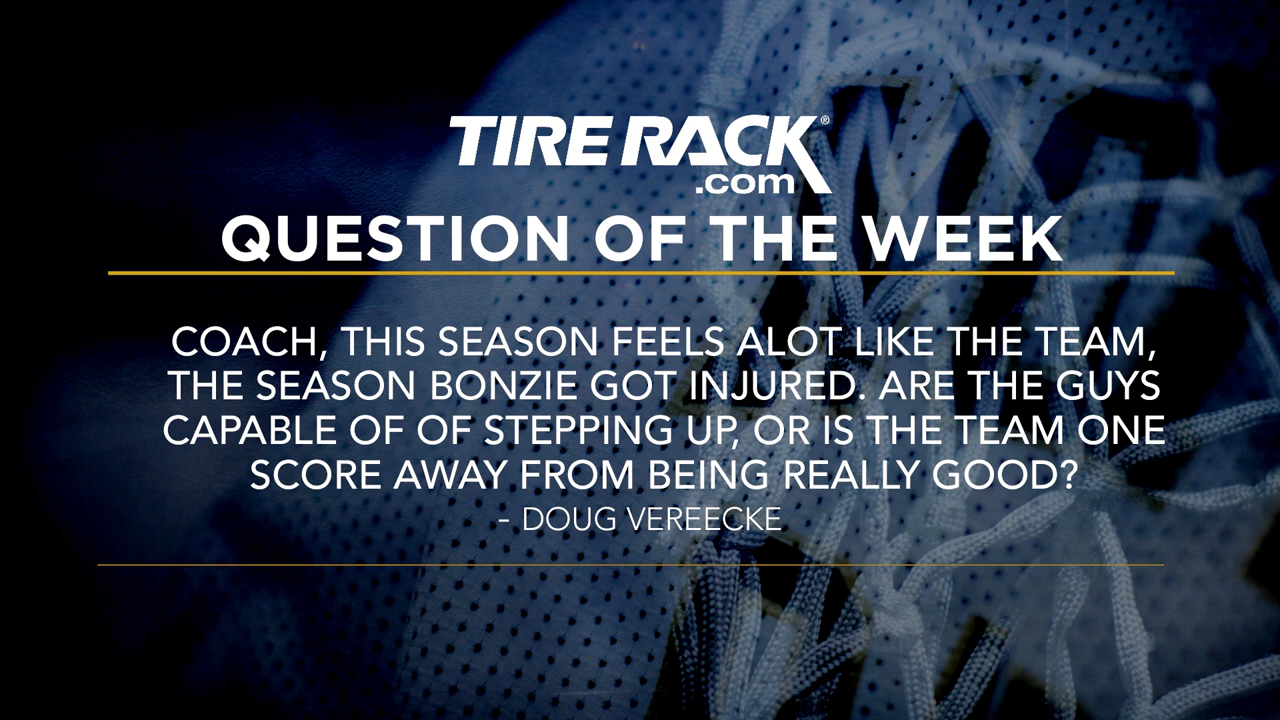 TIRE RACK®
.com
QUESTION OF THE WEEK
COACH, THIS SEASON FEELS ALOT LIKE THE TEAM,
THE SEASON BONZIE GOT INJURED. ARE THE GUYS
CAPABLE OF OF STEPPING UP, OR IS THE TEAM ONE
SCORE AWAY FROM BEING REALLY GOOD?
- DOUG VEREECKE